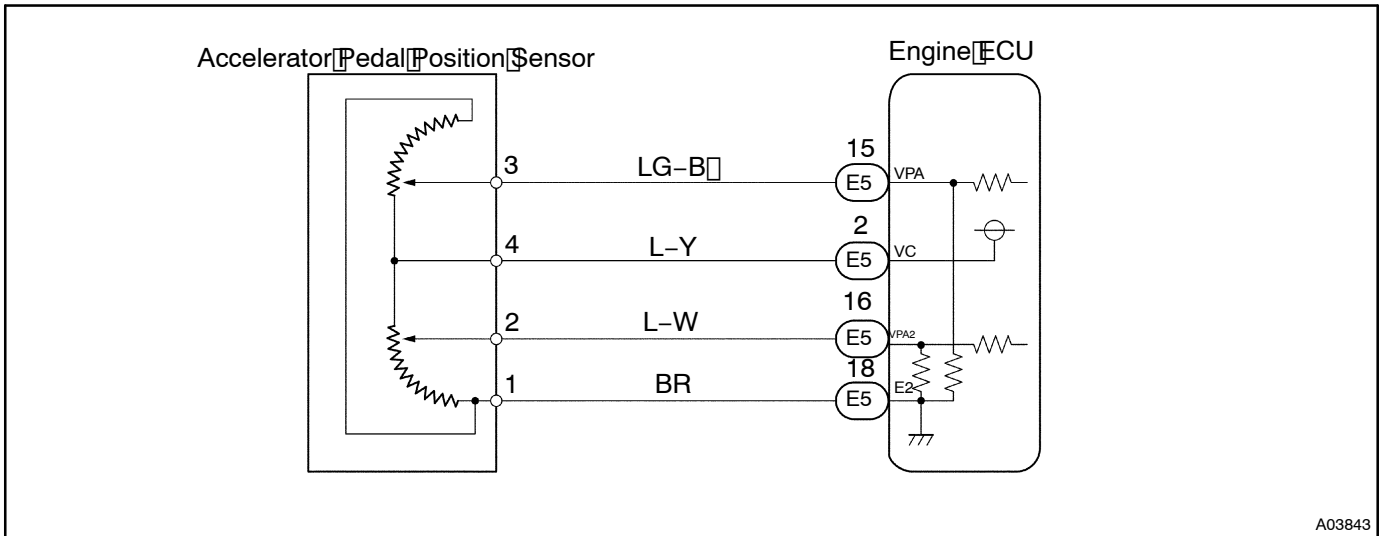 Accelerator Pedal Position Sensor
Engine ECU
3
LG–B
15
E5
VPA
4
L–Y
2
E5
VC
2
L–W
16
E5
VPA2
1
BR
18
E5
E2
A03843